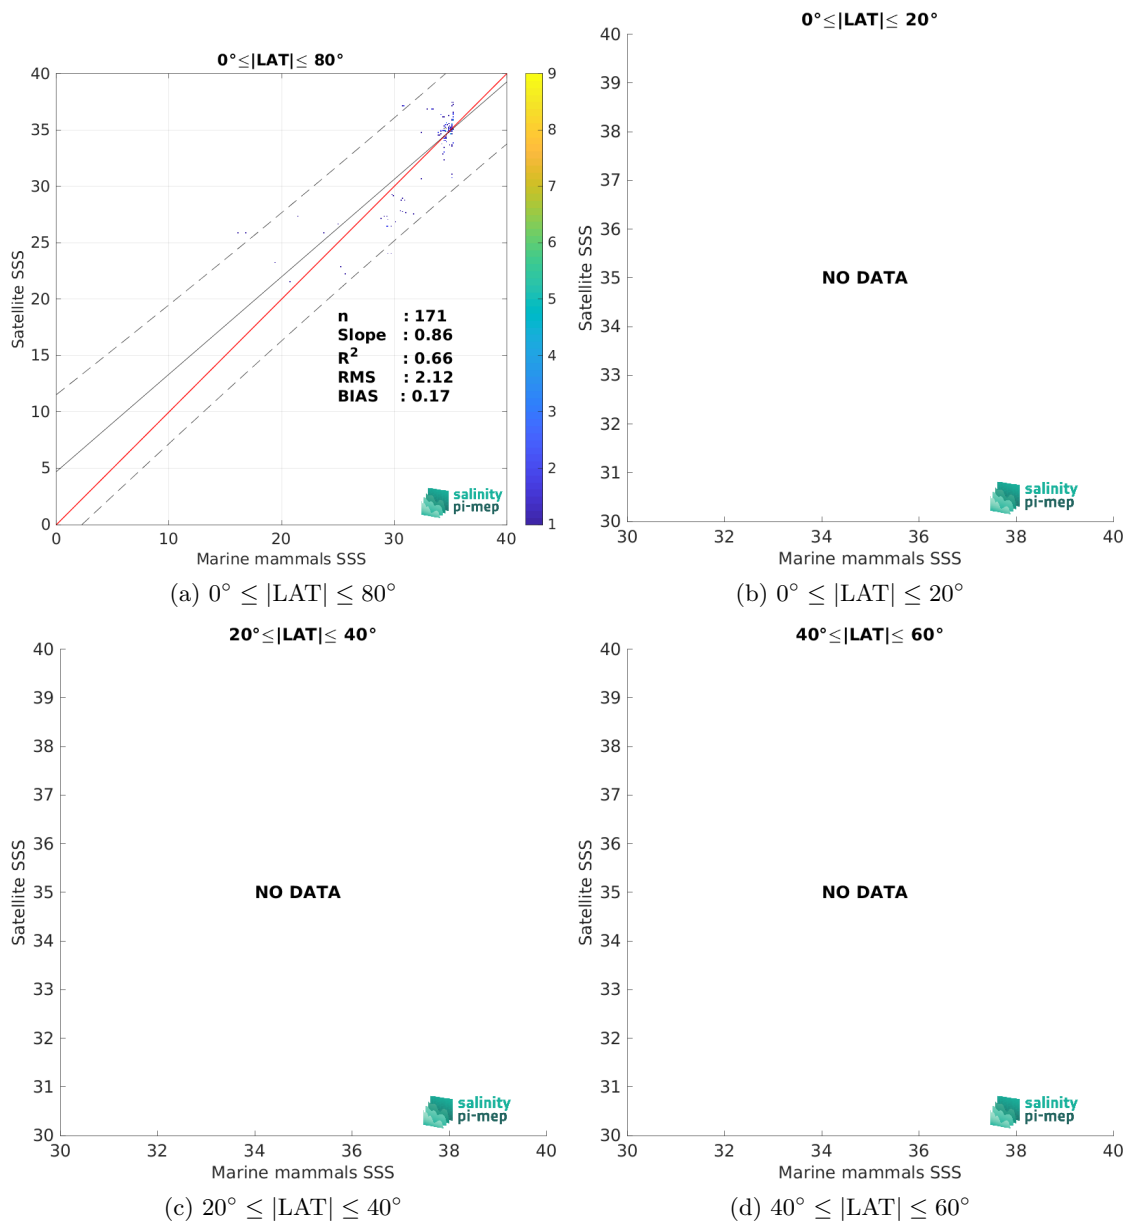 0°≤|LAT|≤ 80°
40
35
30
25
20
15
10
5
0
Satellite SSS
n : 171
Slope : 0.86
R² : 0.66
RMS : 2.12
BIAS : 0.17
salinity
pi-mep
0 10 20 30 40
Marine mammals SSS
9
8
7
6
5
4
3
2
1
(a) 0° ≤ |LAT| ≤ 80°
0°≤|LAT|≤ 20°
40
39
38
37
36
35
34
33
32
31
30
Satellite SSS
NO DATA
salinity
pi-mep
30 32 34 36 38 40
Marine mammals SSS
(b) 0° ≤ |LAT| ≤ 20°
20°≤|LAT|≤ 40°
40
39
38
37
36
35
34
33
32
31
30
Satellite SSS
NO DATA
salinity
pi-mep
30 32 34 36 38 40
Marine mammals SSS
(c) 20° ≤ |LAT| ≤ 40°
40°≤|LAT|≤ 60°
40
39
38
37
36
35
34
33
32
31
30
Satellite SSS
NO DATA
salinity
pi-mep
30 32 34 36 38 40
Marine mammals SSS
(d) 40° ≤ |LAT| ≤ 60°